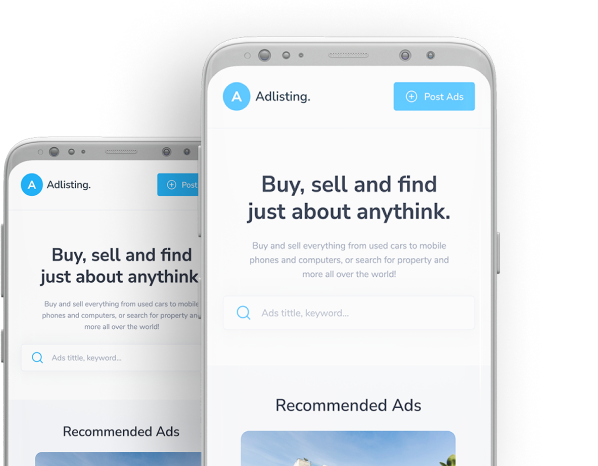 A Adlisting.
Post Ads
Buy, sell and find
just about anythink.
Buy and sell everything from used cars to mobile
phones and computers, or search for property and
more all over the world!
Ads tittle, keyword...
Recommended Ads
A Adlisting.
Post
Buy, sell and find
just about anythink
Buy and sell everything from used cars to mobile
phones and computers, or search for property an
more all over the world!
Ads tittle, keyword...
Recommended Ads